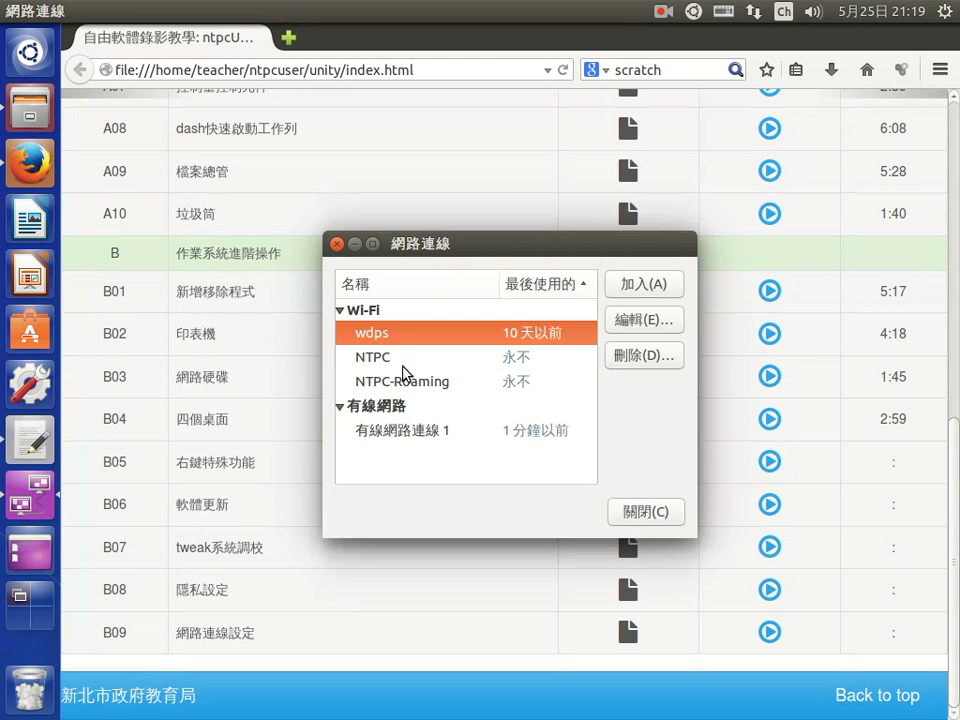 網路連線
Ch
5月25日 21:19
自由軟體錄影教學: ntpcU...
file:///home/teacher/ntpcuser/unity/index.html
8
scratch
A08 dash快速啟動工作列 6:08
A09 檔案總管 5:28
A10 垃圾筒 1:40
B 作業系統進階操作
B01 新增移除程式 5:17
B02 印表機 4:18
B03 網路硬碟 1:45
B04 四個桌面 2:59
B05 右鍵特殊功能 :
B06 軟體更新 :
B07 tweak系統調校 :
B08 隱私設定 :
B09 網路連線設定 :
新北市政府教育局 Back to top
網路連線
名稱 最後使用的
Wi-Fi
wdps 10 天以前
NTPC 永不
NTPC-Roaming 永不
有線網路
有線網路連線 1 1 分鐘以前
加入(A)
編輯(E)...
刪除(D)...
關閉(C)